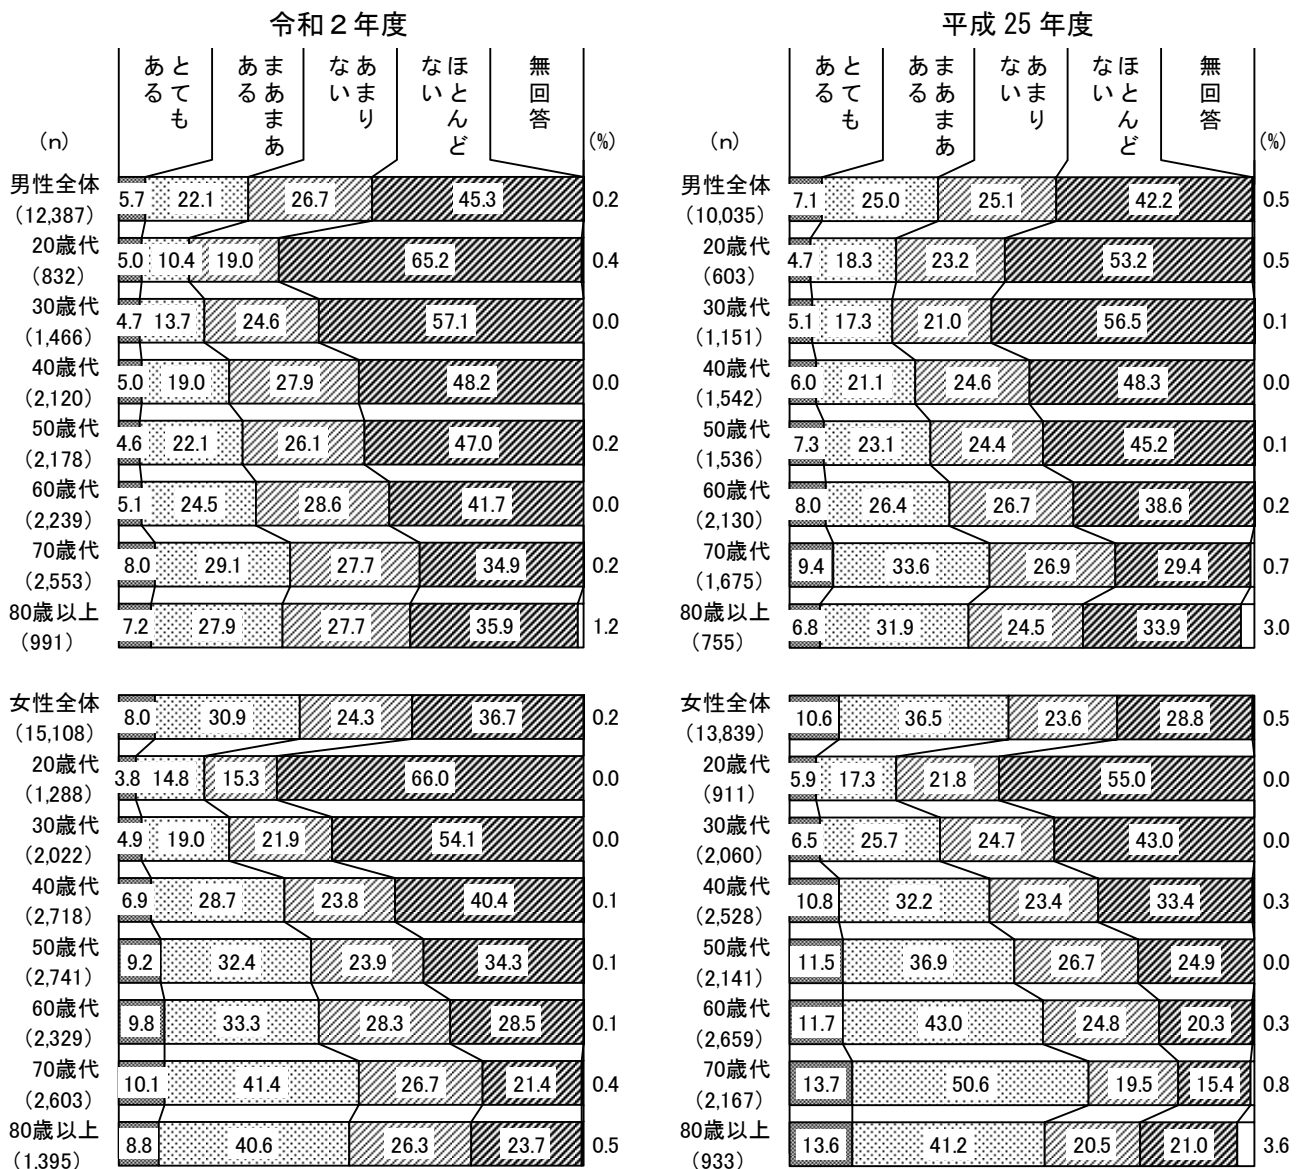 令和２年度
とても
ある
まあまあ
ある
あまり
ない
ほとんど
ない
無回答
（n）
(%)
男性全体
（12,387）
5.7 22.1 26.7 45.3 0.2
20歳代
（832）
5.0 10.4 19.0 65.2 0.4
30歳代
（1,466）
4.7 13.7 24.6 57.1 0.0
40歳代
（2,120）
5.0 19.0 27.9 48.2 0.0
50歳代
（2,178）
4.6 22.1 26.1 47.0 0.2
60歳代
（2,239）
5.1 24.5 28.6 41.7 0.0
70歳代
（2,553）
8.0 29.1 27.7 34.9 0.2
80歳以上
（991）
7.2 27.9 27.7 35.9 1.2
女性全体
（15,108）
8.0 30.9 24.3 36.7 0.2
20歳代
（1,288）
3.8 14.8 15.3 66.0 0.0
30歳代
（2,022）
4.9 19.0 21.9 54.1 0.0
40歳代
（2,718）
6.9 28.7 23.8 40.4 0.1
50歳代
（2,741）
9.2 32.4 23.9 34.3 0.1
60歳代
（2,329）
9.8 33.3 28.3 28.5 0.1
70歳代
（2,603）
10.1 41.4 26.7 21.4 0.4
80歳以上
（1,395）
8.8 40.6 26.3 23.7 0.5
平成 25 年度
とても
ある
まあまあ
ある
あまり
ない
ほとんど
ない
無回答
（n）
(%)
男性全体
（10,035）
7.1 25.0 25.1 42.2 0.5
20歳代
（603）
4.7 18.3 23.2 53.2 0.5
30歳代
（1,151）
5.1 17.3 21.0 56.5 0.1
40歳代
（1,542）
6.0 21.1 24.6 48.3 0.0
50歳代
（1,536）
7.3 23.1 24.4 45.2 0.1
60歳代
（2,130）
8.0 26.4 26.7 38.6 0.2
70歳代
（1,675）
9.4 33.6 26.9 29.4 0.7
80歳以上
（755）
6.8 31.9 24.5 33.9 3.0
女性全体
（13,839）
10.6 36.5 23.6 28.8 0.5
20歳代
（911）
5.9 17.3 21.8 55.0 0.0
30歳代
（2,060）
6.5 25.7 24.7 43.0 0.0
40歳代
（2,528）
10.8 32.2 23.4 33.4 0.3
50歳代
（2,141）
11.5 36.9 26.7 24.9 0.0
60歳代
（2,659）
11.7 43.0 24.8 20.3 0.3
70歳代
（2,167）
13.7 50.6 19.5 15.4 0.8
80歳以上
（933）
13.6 41.2 20.5 21.0 3.6